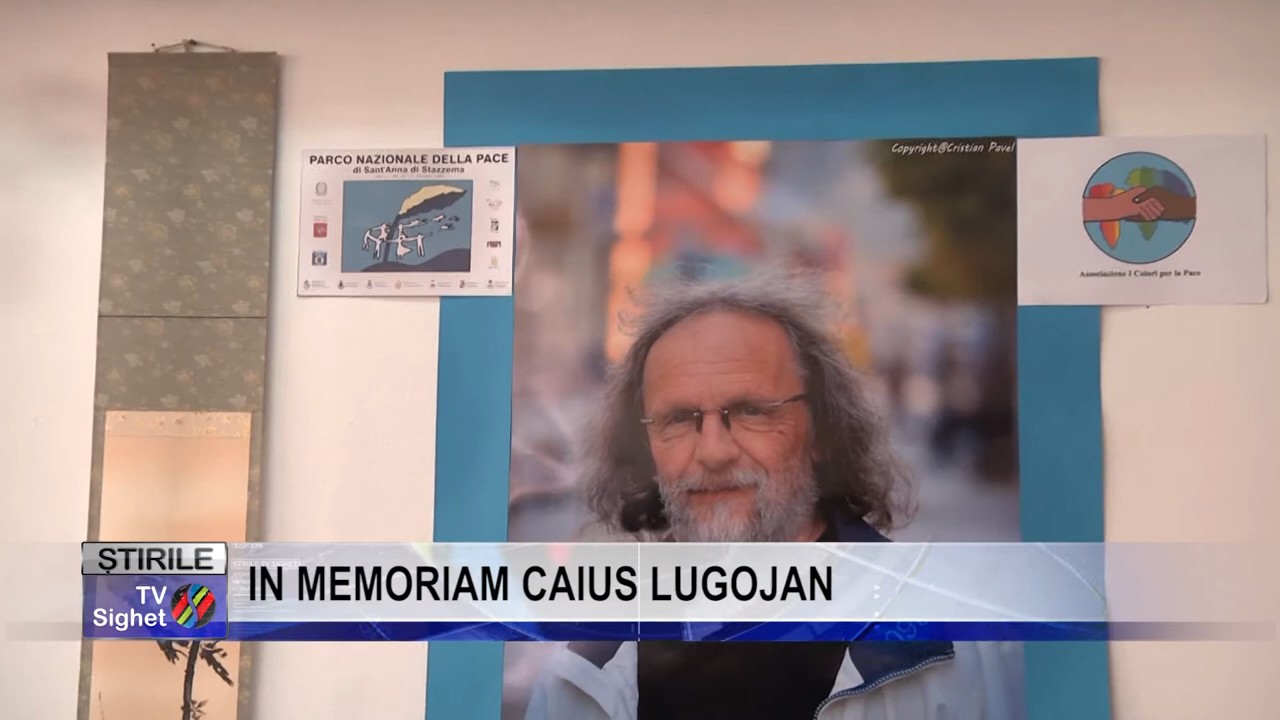 Copyright@Cristian Pavel
PARCO NAZIONALE DELLA PACE
di Sant'Anna di Stazzema
Associazione I Colori per la Pace
ȘTIRILE
TV
Sighet
IN MEMORIAM CAIUS LUGOJAN